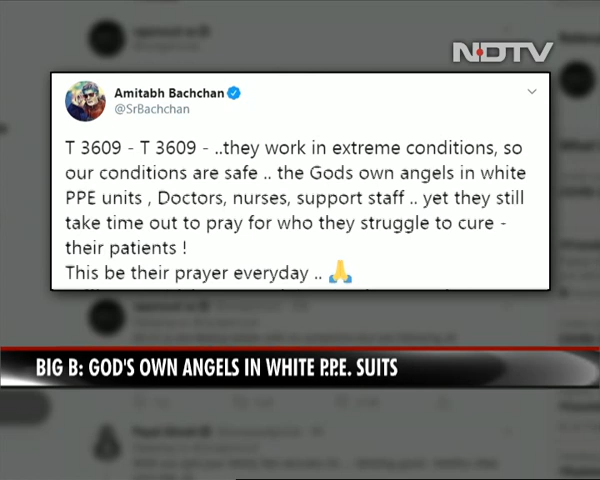 NDTV
Amitabh Bachchan
@SrBachchan
T 3609 - T 3609 - ..they work in extreme conditions, so
our conditions are safe .. the Gods own angels in white
PPE units , Doctors, nurses, support staff .. yet they still
take time out to pray for who they struggle to cure -
their patients !
This be their prayer everyday .. 🙏
BIG B: GOD'S OWN ANGELS IN WHITE P.P.E. SUITS